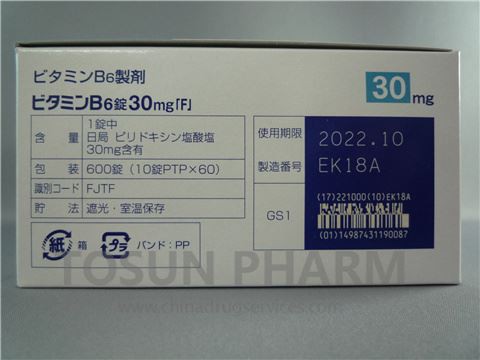 ビタミンB6製剤
ビタミンB6錠30mg「F」
30mg
含 量 1錠中
日局 ピリドキシン塩酸塩
30mg含有
包 装 600錠（10錠PTP×60）
識別コード FJTF
貯 法 遮光・室温保存
紙 箱 プラ バンド：PP
使用期限 2022.10
製造番号 EK18A
GS1
(17)221000(10)EK18A
(01)14987431190087
TOSUN PHARM
www.chinadrugservices.com